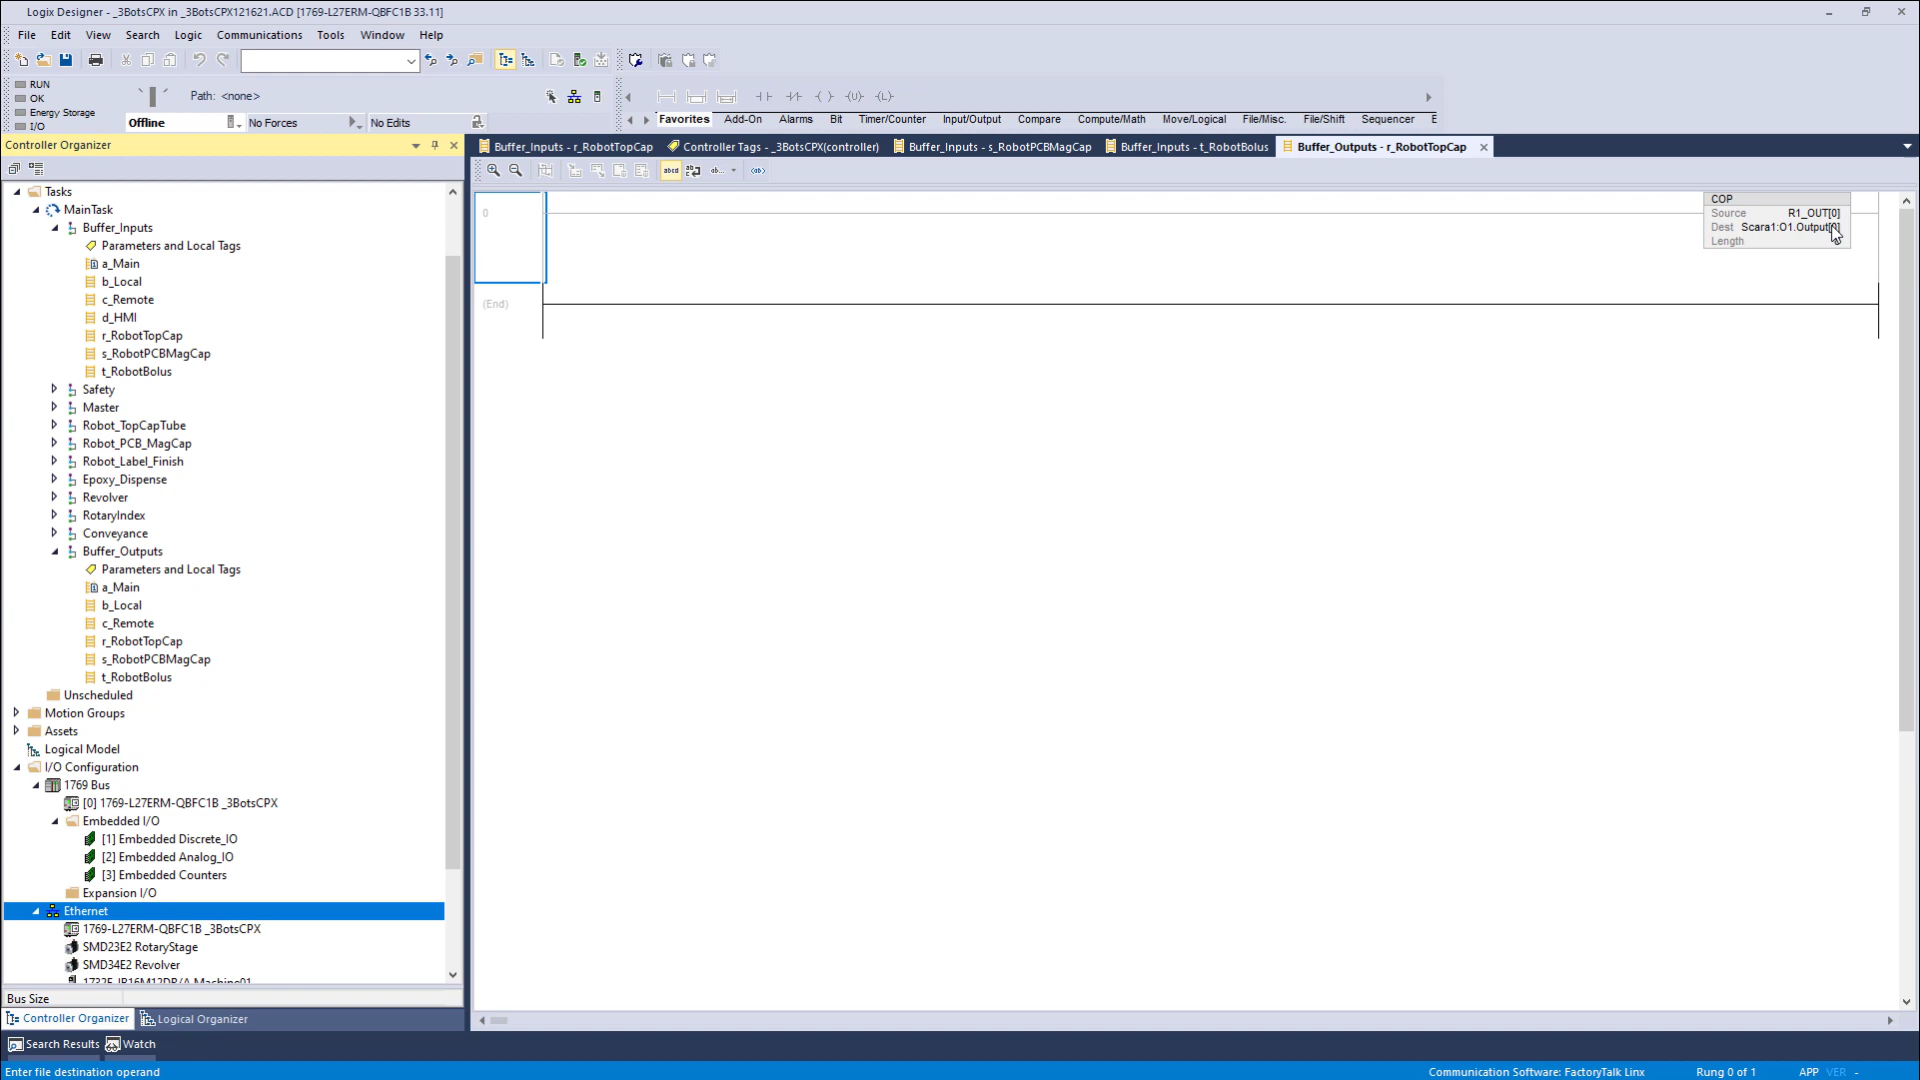 Logix Designer - _3BotsCPX in _3BotsCPX121621.ACD [1769-L27ERM-QBFC1B 33.11]
File Edit View Search Logic Communications Tools Window Help
RUN
OK
Energy Storage
I/O
Path: <none>
Offline
No Forces
No Edits
Favorites Add-On Alarms Bit Timer/Counter Input/Output Compare Compute/Math Move/Logical File/Misc. File/Shift Sequencer E
Controller Organizer
Buffer_Inputs - r_RobotTopCap
Controller Tags - _3BotsCPX(controller)
Buffer_Inputs - s_RobotPCBMagCap
Buffer_Inputs - t_RobotBolus
Buffer_Outputs - r_RobotTopCap
Tasks
MainTask
Buffer_Inputs
Parameters and Local Tags
a_Main
b_Local
c_Remote
d_HMI
r_RobotTopCap
s_RobotPCBMagCap
t_RobotBolus
Safety
Master
Robot_TopCapTube
Robot_PCB_MagCap
Robot_Label_Finish
Epoxy_Dispense
Revolver
RotaryIndex
Conveyance
Buffer_Outputs
Parameters and Local Tags
a_Main
b_Local
c_Remote
r_RobotTopCap
s_RobotPCBMagCap
t_RobotBolus
Unscheduled
Motion Groups
Assets
Logical Model
I/O Configuration
1769 Bus
[0] 1769-L27ERM-QBFC1B _3BotsCPX
Embedded I/O
[1] Embedded Discrete_IO
[2] Embedded Analog_IO
[3] Embedded Counters
Expansion I/O
Ethernet
1769-L27ERM-QBFC1B _3BotsCPX
SMD23E2 RotaryStage
SMD34E2 Revolver
Bus Size
Controller Organizer
Logical Organizer
0
COP
Source R1_OUT[0]
Dest Scara1:O1.Output[0]
Length
(End)
Search Results
Watch
Enter file destination operand
Communication Software: FactoryTalk Linx
Rung 0 of 1
APP VER -